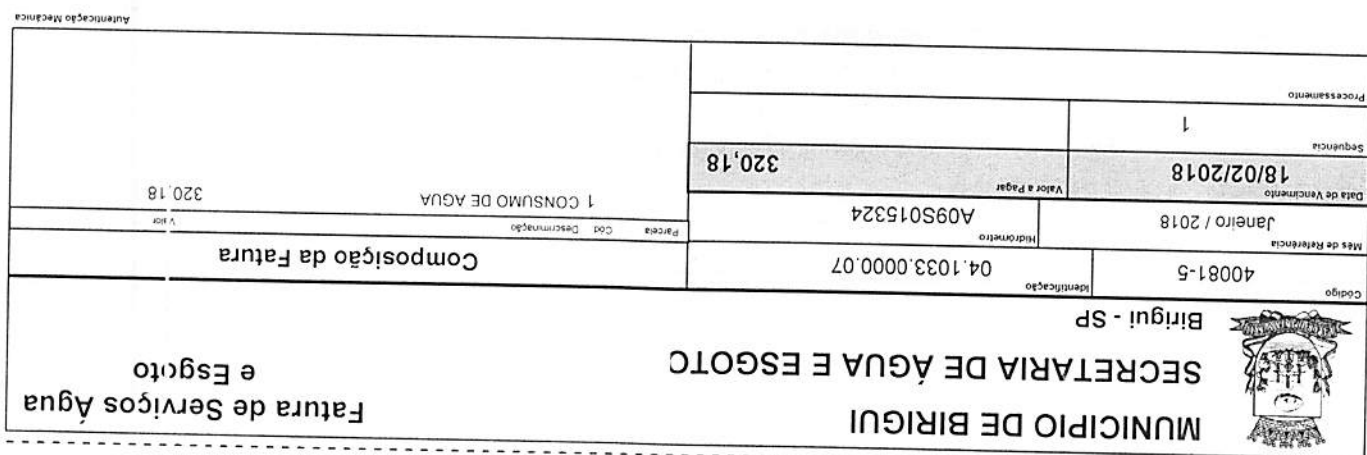 MUNICIPIO DE BIRIGUI
SECRETARIA DE ÁGUA E ESGOTO
Birigui - SP
Fatura de Serviços Água
e Esgoto
Código
40081-5
Identificação
04.1033.0000.07
Composição da Fatura
Mês de Referência
Janeiro / 2018
Hidrómetro
A09S015324
Parcela Cód Descriminação Valor
1 CONSUMO DE AGUA 320.18
Data de Vencimento
18/02/2018
Valor a Pagar
320,18
Sequência
1
Processamento
Autenticação Mecânica